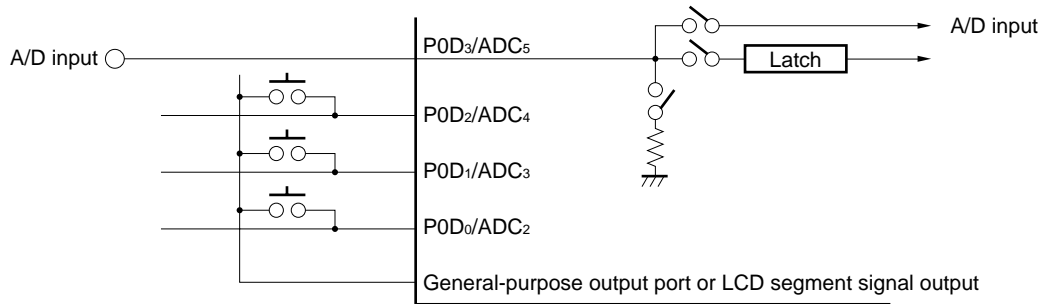 A/D input
P0D3/ADC5
A/D input
Latch
P0D2/ADC4
P0D1/ADC3
P0D0/ADC2
General-purpose output port or LCD segment signal output